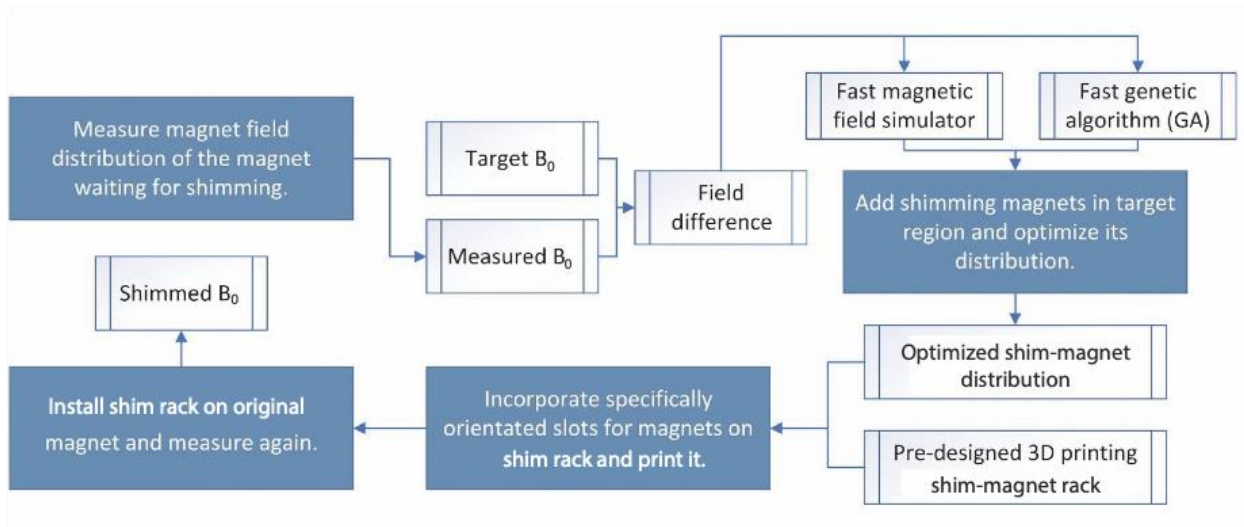 Measure magnet field
distribution of the magnet
waiting for shimming.
Target B₀
Measured B₀
Field
difference
Fast magnetic
field simulator
Fast genetic
algorithm (GA)
Add shimming magnets in target
region and optimize its
distribution.
Optimized shim-magnet
distribution
Pre-designed 3D printing
shim-magnet rack
Incorporate specifically
orientated slots for magnets on
shim rack and print it.
Install shim rack on original
magnet and measure again.
Shimmed B₀